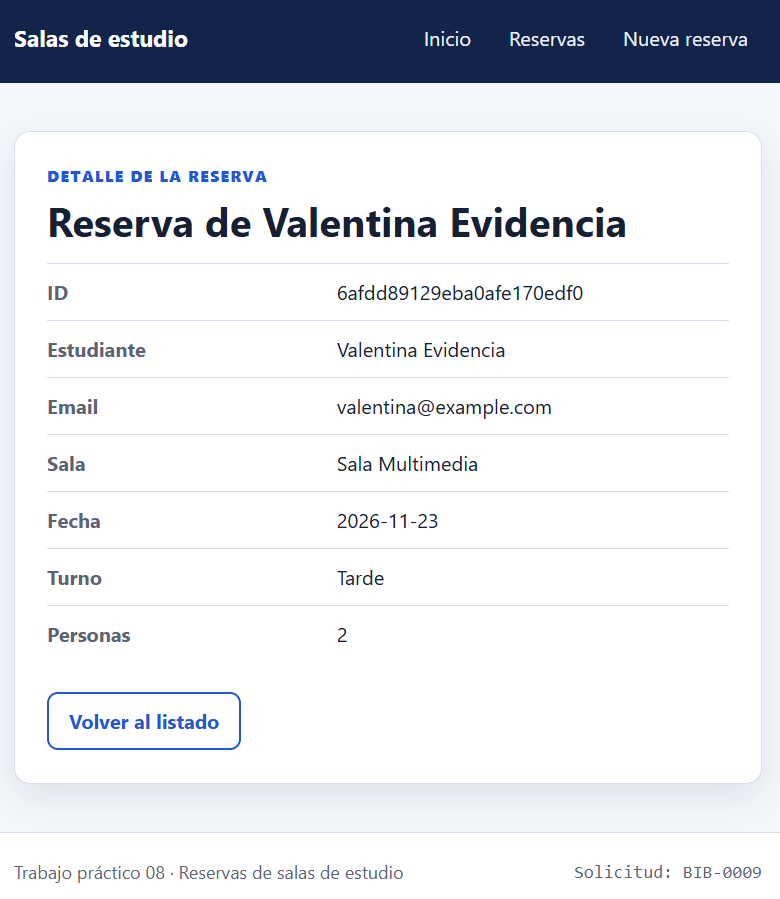 Salas de estudio Inicio Reservas Nueva reserva
DETALLE DE LA RESERVA
Reserva de Valentina Evidencia
ID 6afdd89129eba0afe170edf0
Estudiante Valentina Evidencia
Email valentina@example.com
Sala Sala Multimedia
Fecha 2026-11-23
Turno Tarde
Personas 2
Volver al listado
Trabajo práctico 08 · Reservas de salas de estudio Solicitud: BIB-0009